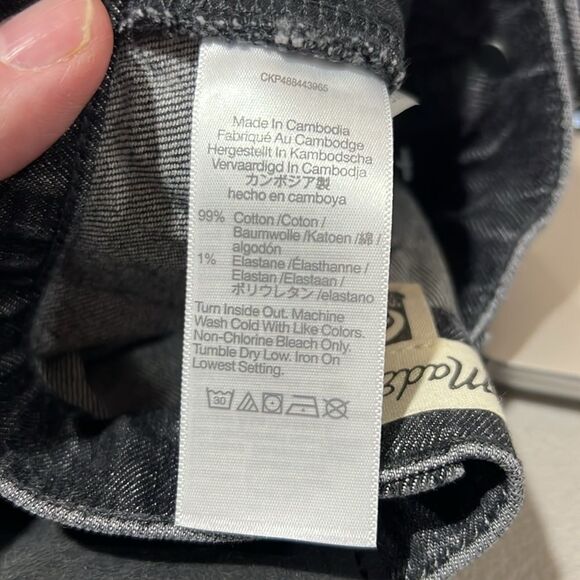 CKP488443965
Made In Cambodia
Fabriqué Au Cambodge
Hergestellt In Kambodscha
Vervaardigd In Cambodja
カンボジア製
hecho en camboya
99% Cotton /Coton/
Baumwolle /Katoen /綿 /
algodón
1% Elastane /Élasthanne /
Elastan /Elastaan /
ポリウレタン /elastano
Turn Inside Out. Machine
Wash Cold With Like Colors.
Non-Chlorine Bleach Only.
Tumble Dry Low. Iron On
Lowest Setting.
30
Made